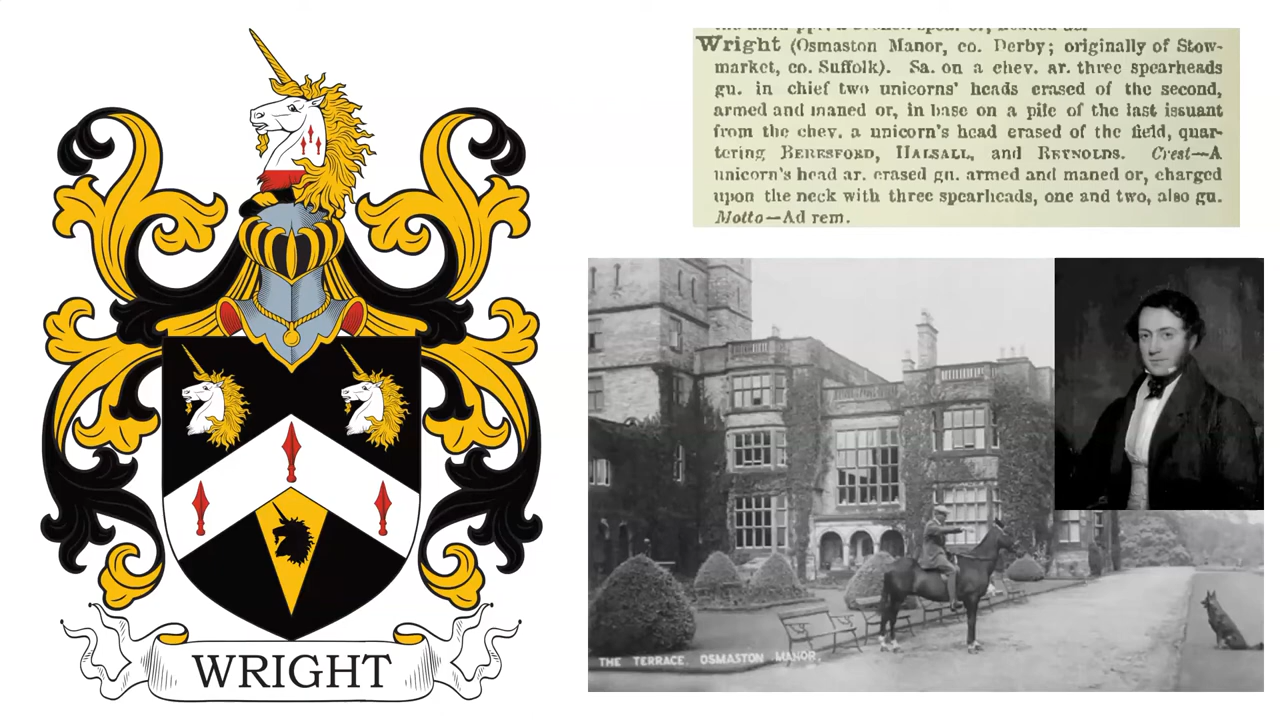 WRIGHT
Wright (Osmaston Manor, co. Derby; originally of Stow-
market, co. Suffolk). Sa. on a chev. ar. three spearheads
gu. in chief two unicorns' heads erased of the second,
armed and maned or, in base on a pile of the last issuant
from the chev. a unicorn's head erased of the field, quar-
tering BERESFORD, HALSALL, and REYNOLDS. Crest—A
unicorn's head ar. erased gu. armed and maned or, charged
upon the neck with three spearheads, one and two, also gu.
Motto—Ad rem.
THE TERRACE. OSMASTON MANOR.